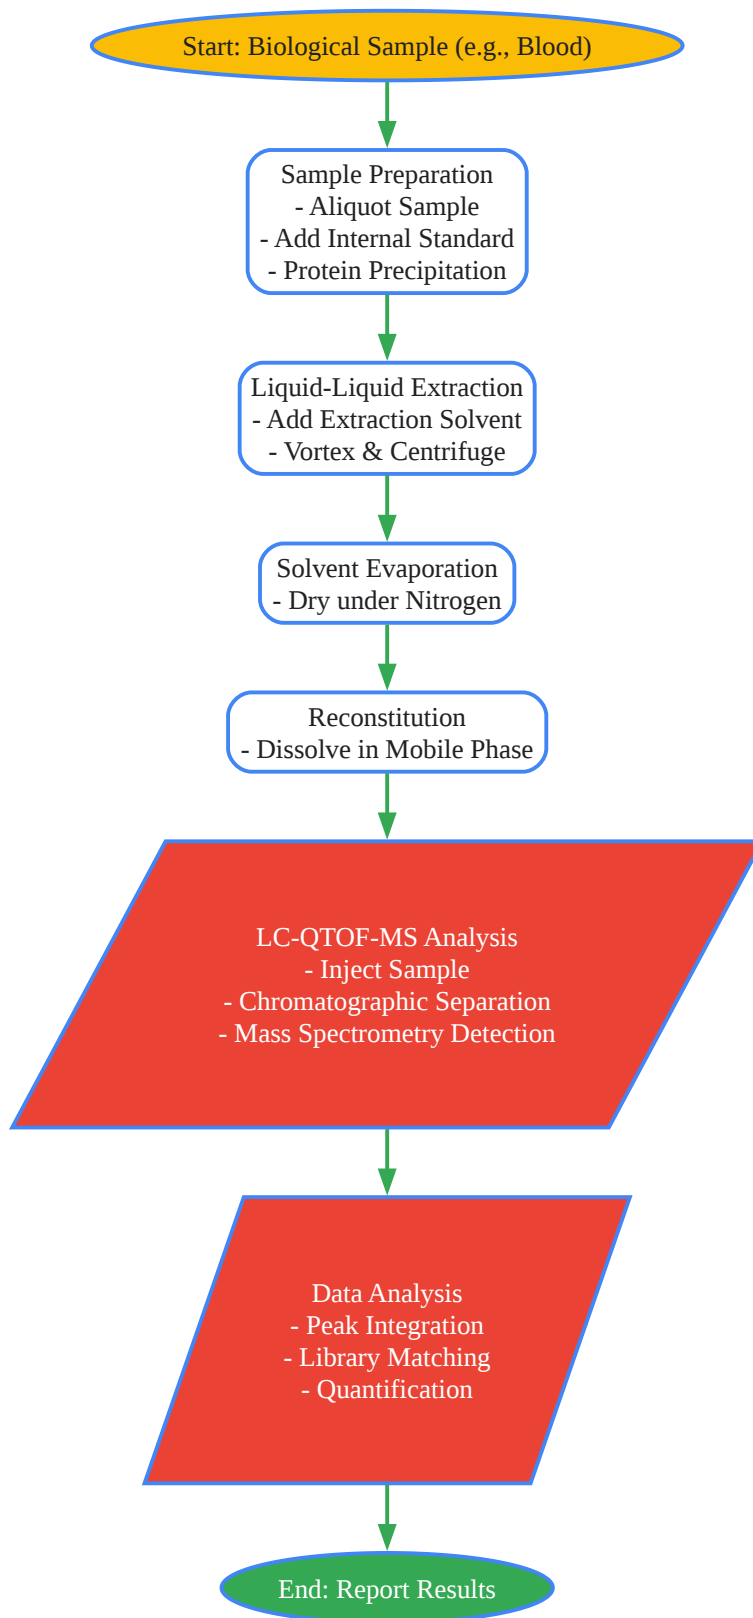 Start: Biological Sample (e.g., Blood)
Sample Preparation
- Aliquot Sample
- Add Internal Standard
- Protein Precipitation
Liquid-Liquid Extraction
- Add Extraction Solvent
- Vortex & Centrifuge
Solvent Evaporation
- Dry under Nitrogen
Reconstitution
- Dissolve in Mobile Phase
LC-QTOF-MS Analysis
- Inject Sample
- Chromatographic Separation
- Mass Spectrometry Detection
Data Analysis
- Peak Integration
- Library Matching
- Quantification
End: Report Results